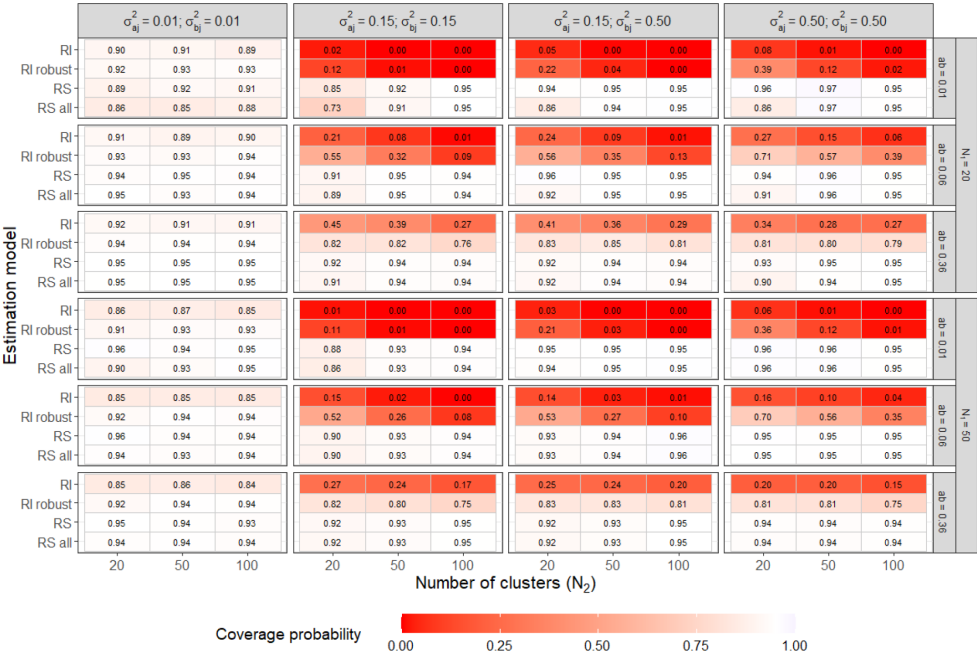 σ²aj = 0.01; σ²bj = 0.01 σ²aj = 0.15; σ²bj = 0.15 σ²aj = 0.15; σ²bj = 0.50 σ²aj = 0.50; σ²bj = 0.50
RI 0.90 0.91 0.89 0.02 0.00 0.00 0.05 0.00 0.00 0.08 0.01 0.00
RI robust 0.92 0.93 0.93 0.12 0.01 0.00 0.22 0.04 0.00 0.39 0.12 0.02
RS 0.89 0.92 0.91 0.85 0.92 0.95 0.94 0.95 0.95 0.96 0.97 0.95
RS all 0.86 0.85 0.88 0.73 0.91 0.95 0.86 0.94 0.95 0.86 0.97 0.95
ab = 0.01
RI 0.91 0.89 0.90 0.21 0.08 0.01 0.24 0.09 0.01 0.27 0.15 0.06
RI robust 0.93 0.93 0.94 0.55 0.32 0.09 0.56 0.35 0.13 0.71 0.57 0.39
RS 0.94 0.95 0.94 0.91 0.95 0.94 0.96 0.95 0.95 0.94 0.96 0.95
RS all 0.95 0.93 0.94 0.89 0.95 0.94 0.92 0.95 0.95 0.91 0.96 0.95
ab = 0.06
N₁ = 20
RI 0.92 0.91 0.91 0.45 0.39 0.27 0.41 0.36 0.29 0.34 0.28 0.27
RI robust 0.94 0.94 0.94 0.82 0.82 0.76 0.83 0.85 0.81 0.81 0.80 0.79
RS 0.95 0.95 0.95 0.92 0.94 0.94 0.92 0.94 0.94 0.93 0.95 0.94
RS all 0.95 0.95 0.95 0.91 0.94 0.94 0.92 0.94 0.94 0.90 0.94 0.94
ab = 0.36
Estimation model
RI 0.86 0.87 0.85 0.01 0.00 0.00 0.03 0.00 0.00 0.06 0.01 0.00
RI robust 0.91 0.93 0.93 0.11 0.01 0.00 0.21 0.03 0.00 0.36 0.12 0.01
RS 0.96 0.94 0.95 0.88 0.93 0.94 0.95 0.95 0.95 0.96 0.96 0.95
RS all 0.90 0.93 0.95 0.86 0.93 0.94 0.94 0.95 0.95 0.96 0.96 0.95
ab = 0.01
RI 0.85 0.85 0.85 0.15 0.02 0.00 0.14 0.03 0.01 0.16 0.10 0.04
RI robust 0.92 0.94 0.94 0.52 0.26 0.08 0.53 0.27 0.10 0.70 0.56 0.35
RS 0.96 0.94 0.94 0.90 0.93 0.94 0.93 0.94 0.96 0.95 0.95 0.95
RS all 0.94 0.93 0.94 0.90 0.93 0.94 0.93 0.94 0.96 0.95 0.95 0.95
ab = 0.06
N₁ = 50
RI 0.85 0.86 0.84 0.27 0.24 0.17 0.25 0.24 0.20 0.20 0.20 0.15
RI robust 0.92 0.94 0.94 0.82 0.80 0.75 0.83 0.83 0.81 0.81 0.81 0.75
RS 0.95 0.94 0.93 0.92 0.93 0.95 0.92 0.93 0.95 0.94 0.94 0.94
RS all 0.94 0.94 0.94 0.92 0.93 0.95 0.92 0.93 0.95 0.94 0.94 0.94
ab = 0.36
20 50 100 20 50 100 20 50 100 20 50 100
Number of clusters (N₂)
Coverage probability
0.00 0.25 0.50 0.75 1.00